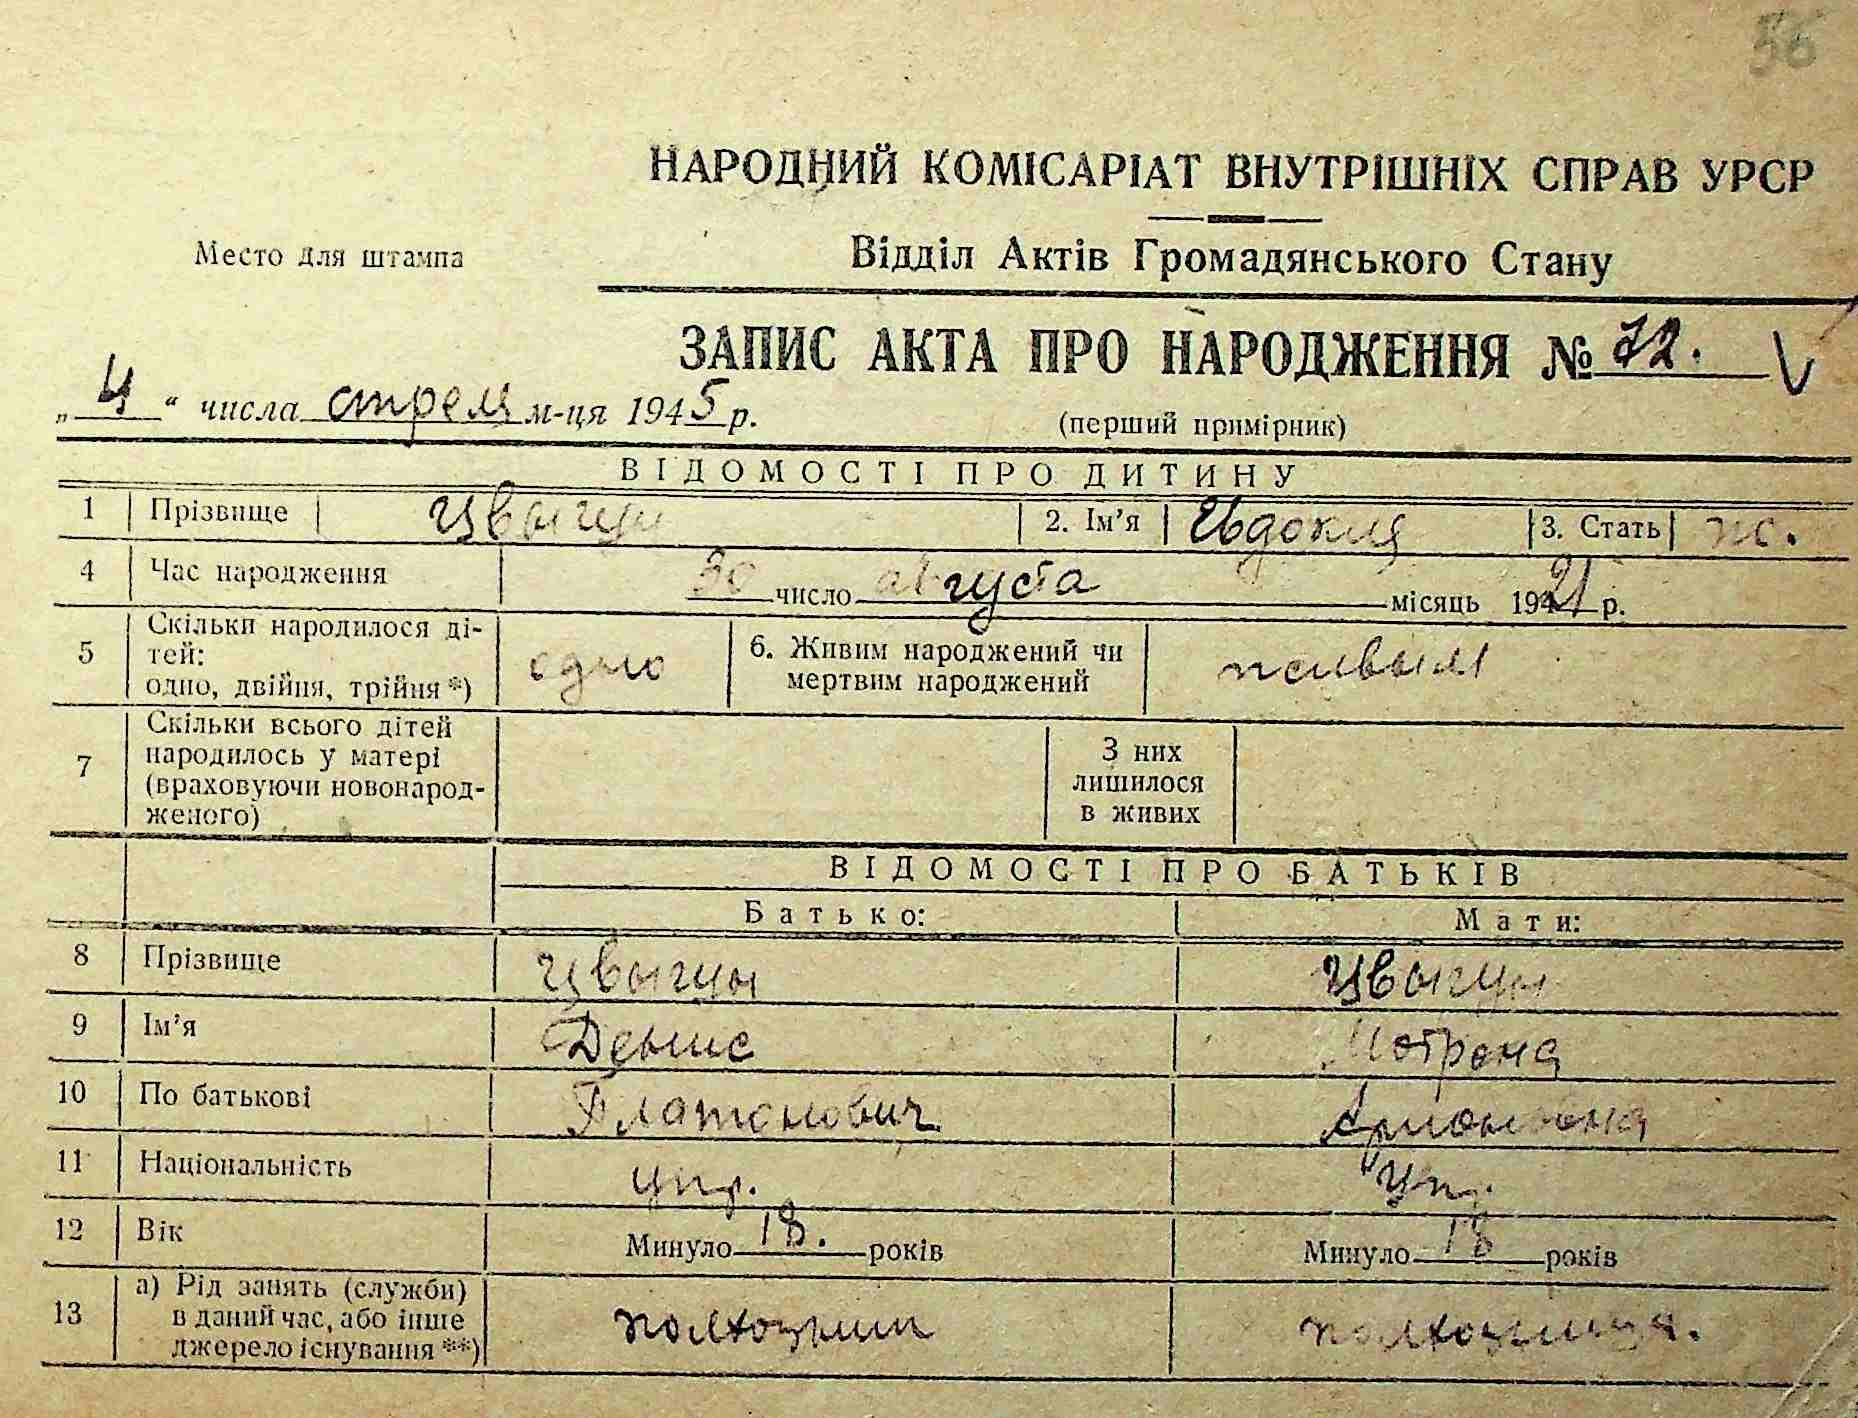 56
НАРОДНИЙ КОМІСАРІАТ ВНУТРІШНІХ СПРАВ УРСР
Место для штампа
Відділ Актів Громадянського Стану
ЗАПИС АКТА ПРО НАРОДЖЕННЯ № 72.
„ 4 “ числа м-ця 1945 р.
(перший примірник)
ВІДОМОСТІ ПРО ДИТИНУ
1 Прізвище Цвыгун 2. Ім'я Евдокия 3. Стать ж.
4 Час народження 30 число августа місяць 1921 р.
5 Скільки народилося ді-
тей:
одно, двійня, трійня *)
одно
6. Живим народжений чи
мертвим народжений
живым
7 Скільки всього дітей
народилось у матері
(враховуючи новонарод-
женого)
З них
лишилося
в живих
ВІДОМОСТІ ПРО БАТЬКІВ
Батько: Мати:
8 Прізвище Цвыгун Цвыгун
9 Ім'я Денис Мотрона
10 По батькові Платонович
11 Національність укр. укр.
12 Вік Минуло 18. років Минуло 18 років
13 а) Рід занять (служби)
в даний час, або інше
джерело існування **)
колхозник колхозница.